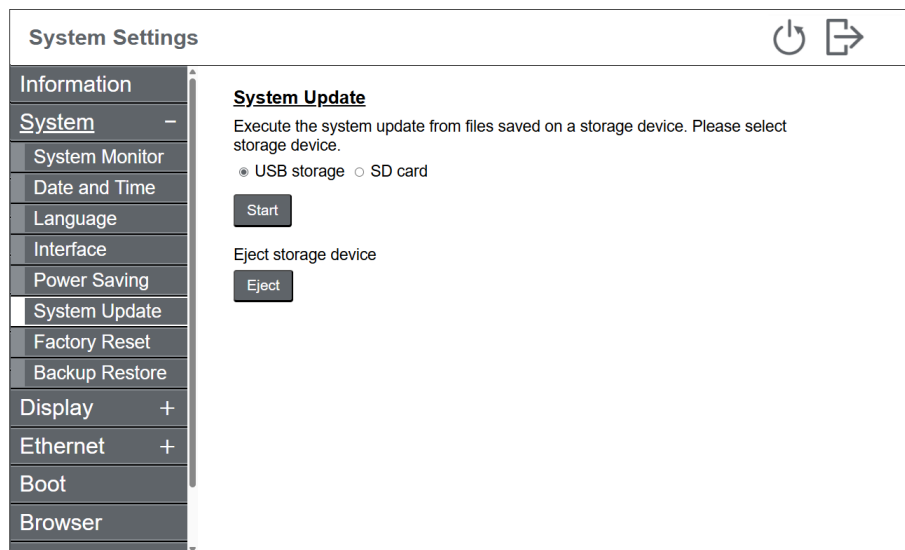 System Settings
Information
System −
System Monitor
Date and Time
Language
Interface
Power Saving
System Update
Factory Reset
Backup Restore
Display +
Ethernet +
Boot
Browser
System Update
Execute the system update from files saved on a storage device. Please select
storage device.
USB storage SD card
Start
Eject storage device
Eject